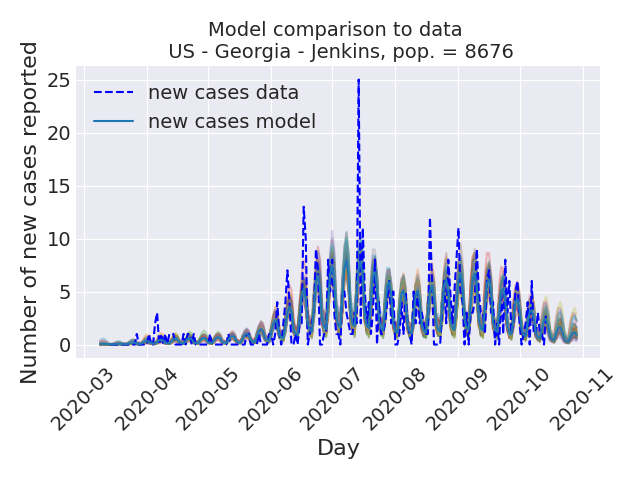 Model comparison to data
US - Georgia - Jenkins, pop. = 8676
Number of new cases reported
25
20
15
10
5
0
new cases data
new cases model
2020-03
2020-04
2020-05
2020-06
2020-07
2020-08
2020-09
2020-10
2020-11
Day